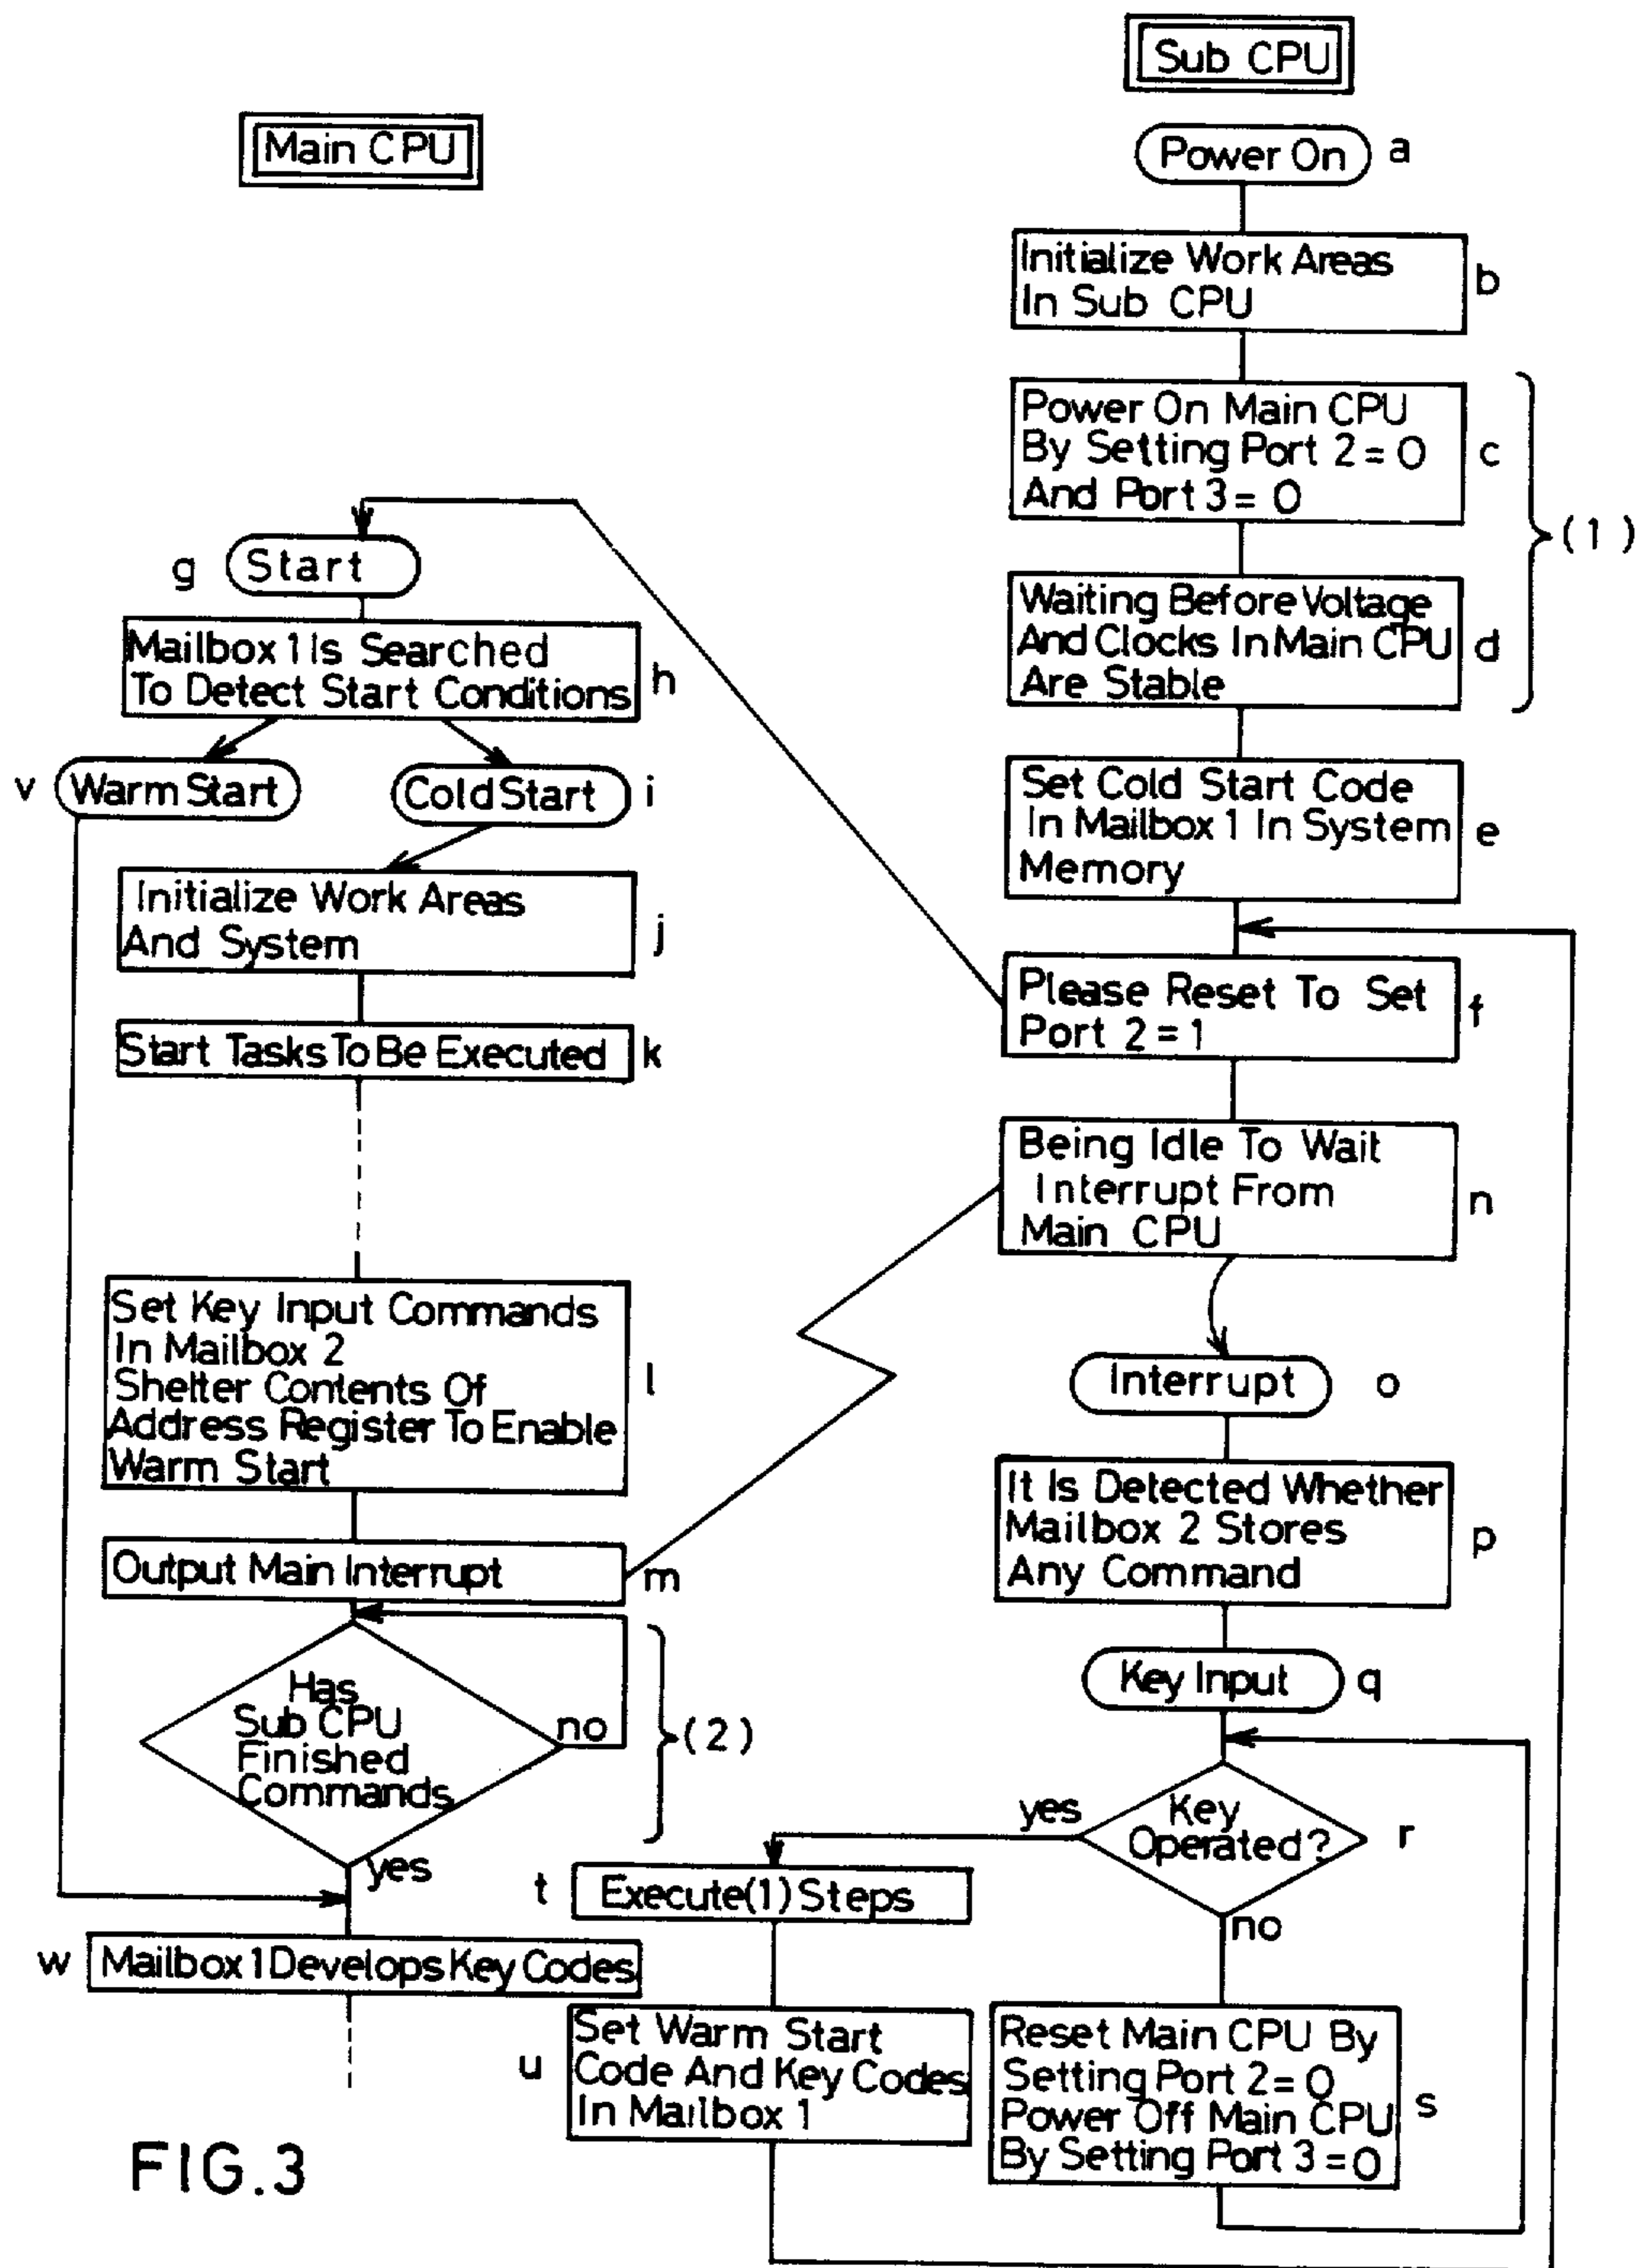 Sub CPU
Main CPU
Power On
a
Initialize Work Areas
In Sub CPU
b
Power On Main CPU
By Setting Port 2 = 0
And Port 3 = 0
c
(1)
Waiting Before Voltage
And Clocks In Main CPU
Are Stable
d
Set Cold Start Code
In Mailbox 1 In System
Memory
e
Please Reset To Set
Port 2 = 1
f
g
Start
Mailbox 1 Is Searched
To Detect Start Conditions
h
v
Warm Start
Cold Start
i
Initialize Work Areas
And System
j
Start Tasks To Be Executed
k
Set Key Input Commands
In Mailbox 2
Shelter Contents Of
Address Register To Enable
Warm Start
l
Output Main Interrupt
m
Has
Sub CPU
Finished
Commands
no
(2)
yes
w
Mailbox 1 Develops Key Codes
Being Idle To Wait
Interrupt From
Main CPU
n
Interrupt
o
It Is Detected Whether
Mailbox 2 Stores
Any Command
p
Key Input
q
Key
Operated?
r
yes
no
t
Execute (1) Steps
u
Set Warm Start
Code And Key Codes
In Mailbox 1
Reset Main CPU By
Setting Port 2 = 0
Power Off Main CPU
By Setting Port 3 = 0
s
FIG.3